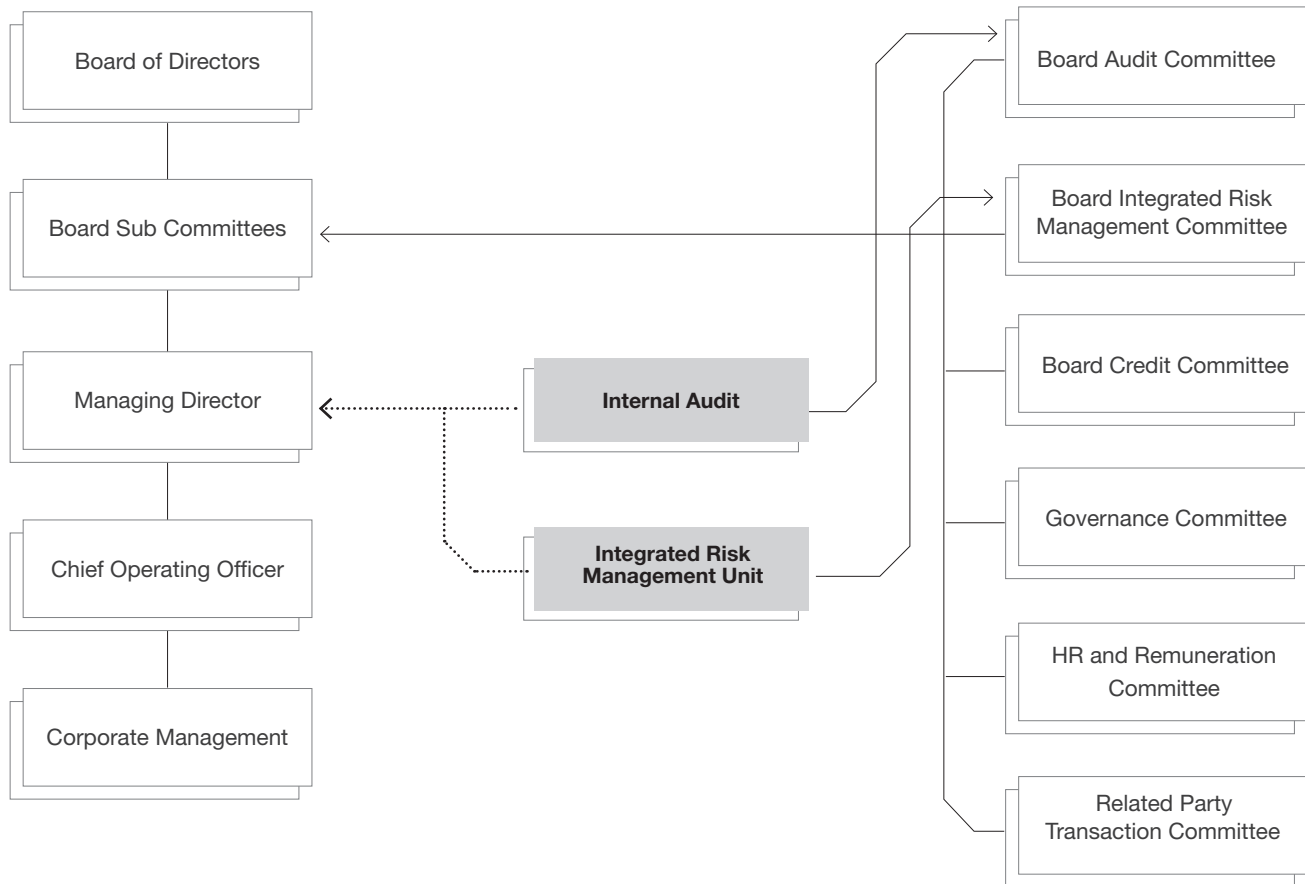 Board of Directors
Board Sub Committees
Managing Director
Chief Operating Officer
Corporate Management
Internal Audit
Integrated Risk
Management Unit
Board Audit Committee
Board Integrated Risk
Management Committee
Board Credit Committee
Governance Committee
HR and Remuneration
Committee
Related Party
Transaction Committee